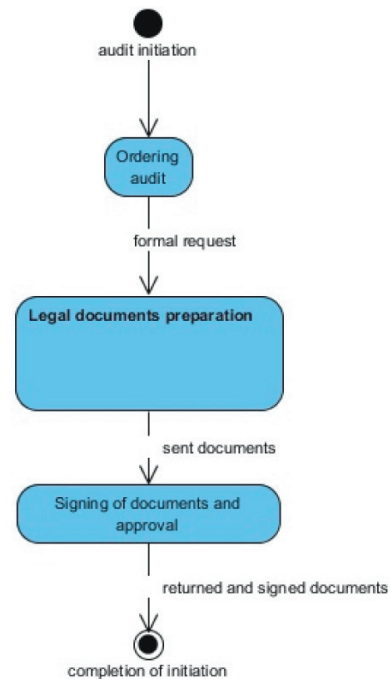 audit initiation
Ordering
audit
formal request
Legal documents preparation
sent documents
Signing of documents and
approval
returned and signed documents
completion of initiation